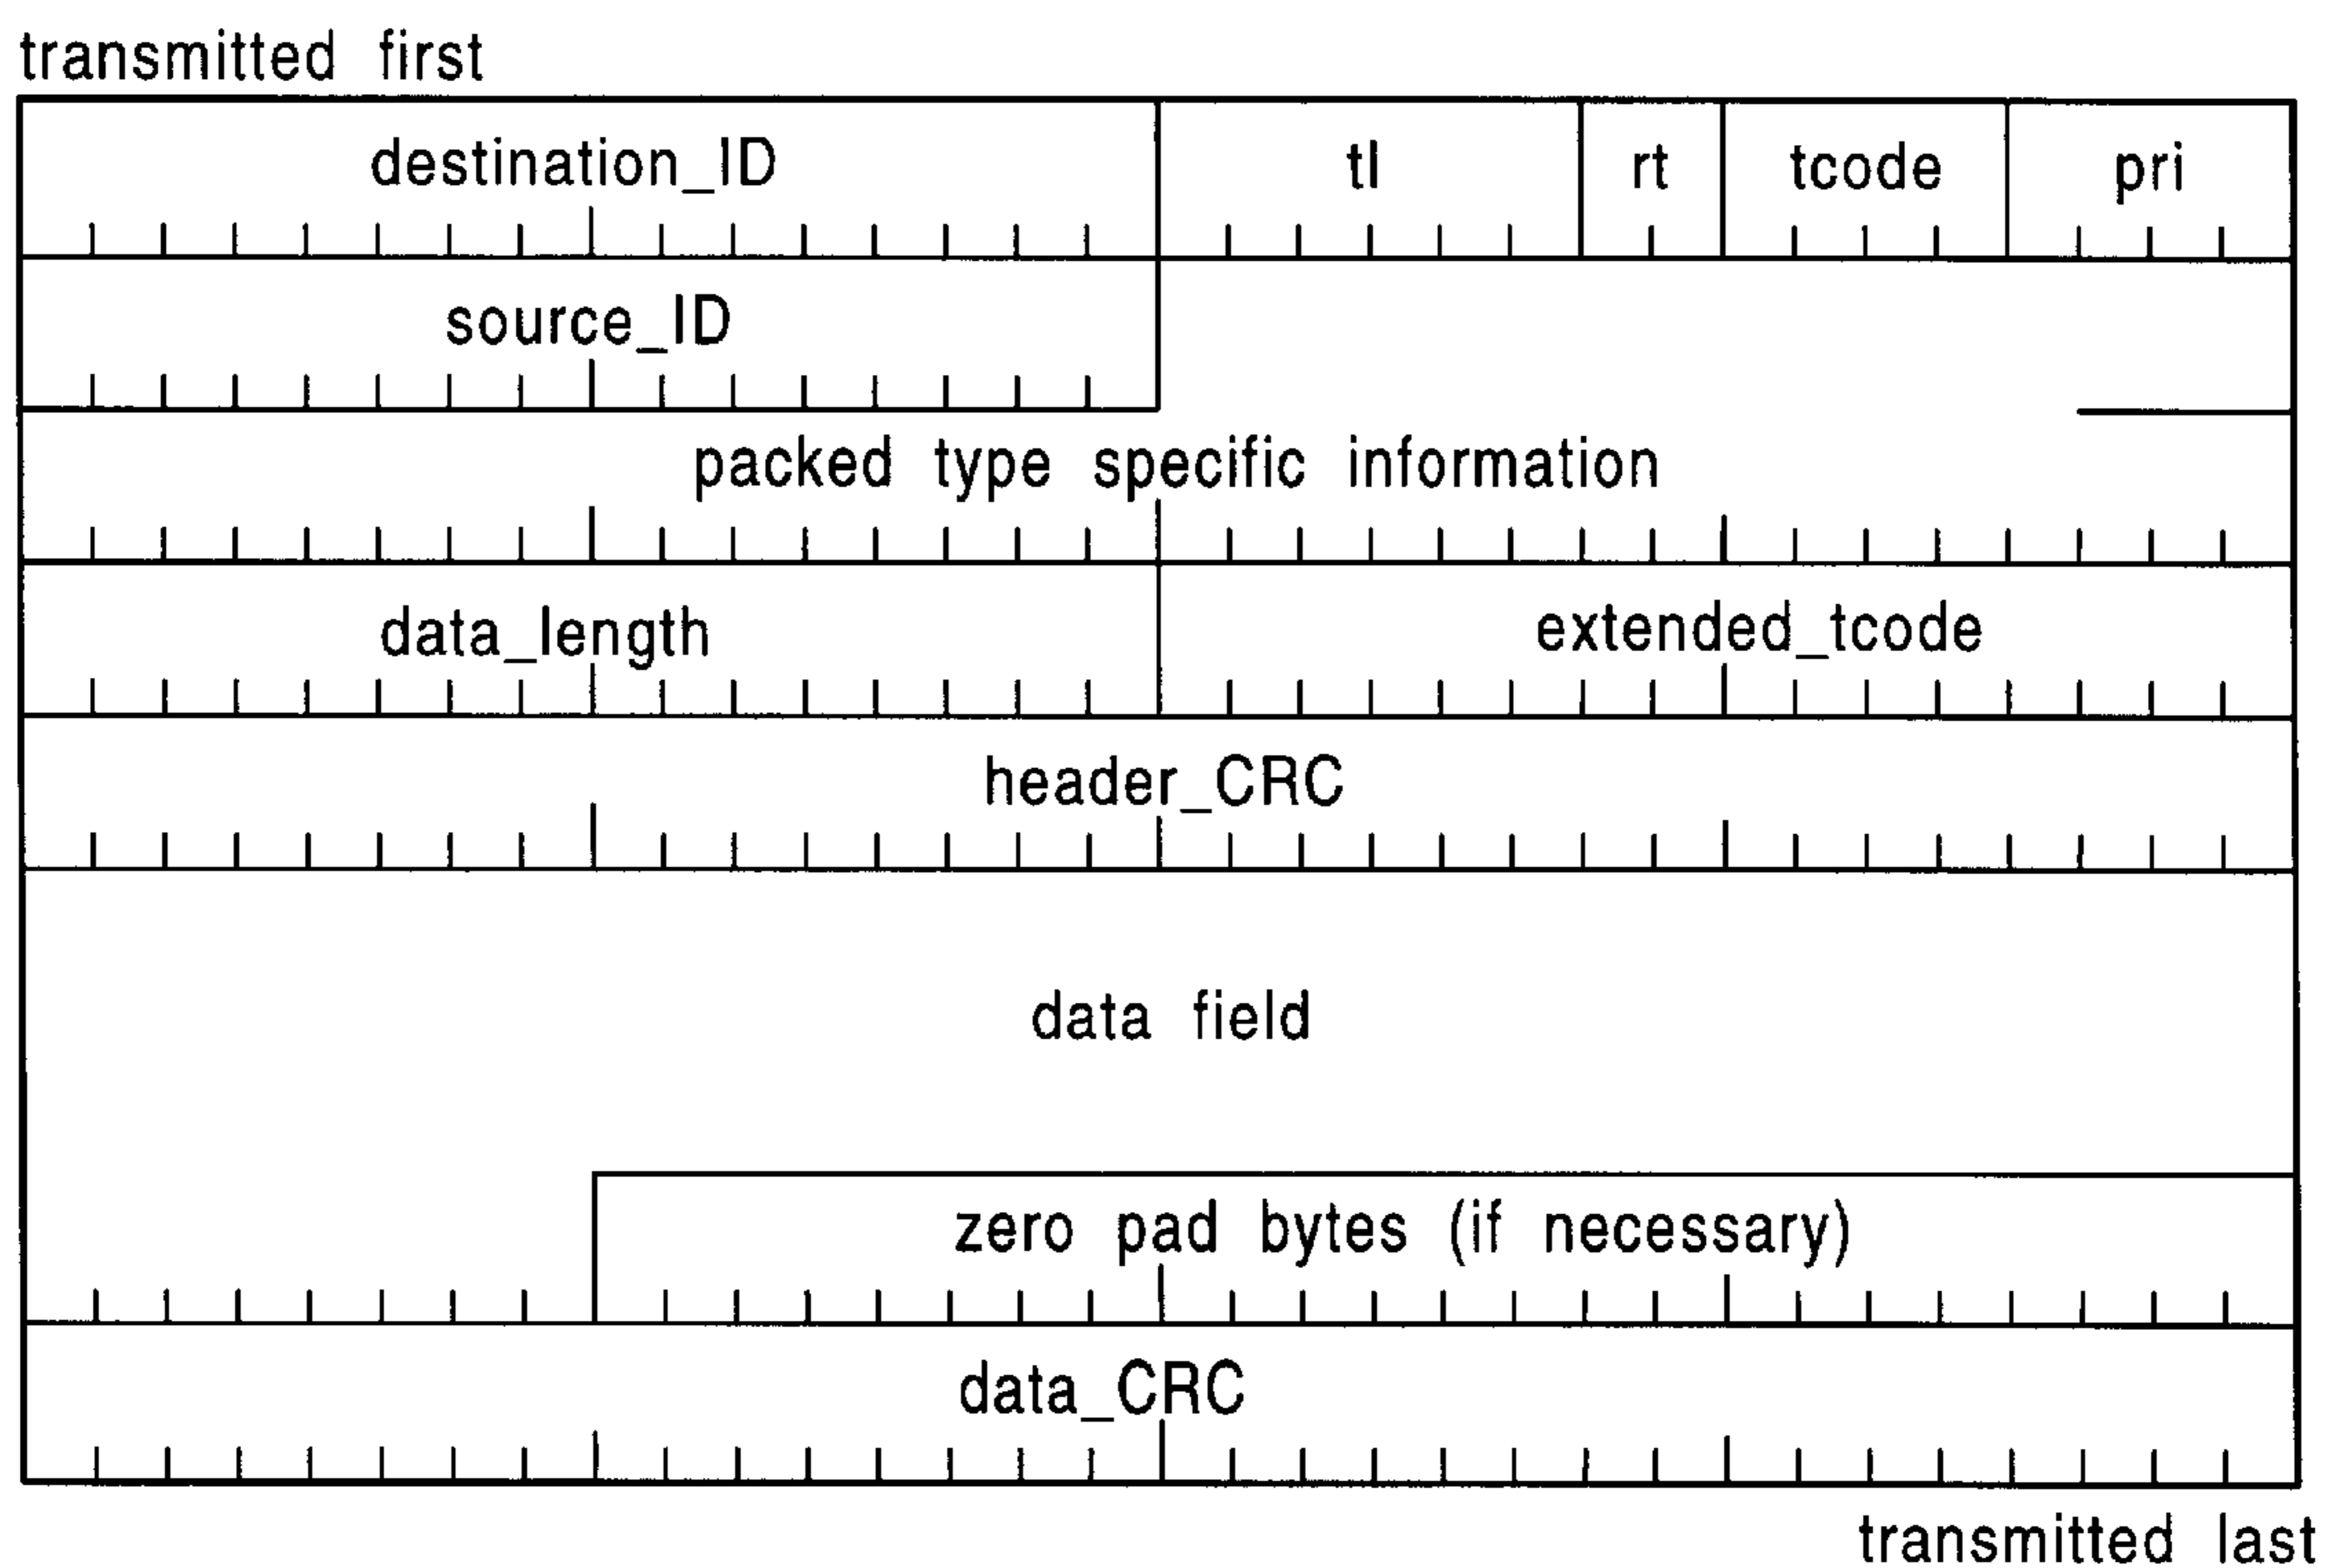 transmitted first
destination_ID tl rt tcode pri
source_ID
packed type specific information
data_length extended_tcode
header_CRC
data field
zero pad bytes (if necessary)
data_CRC
transmitted last